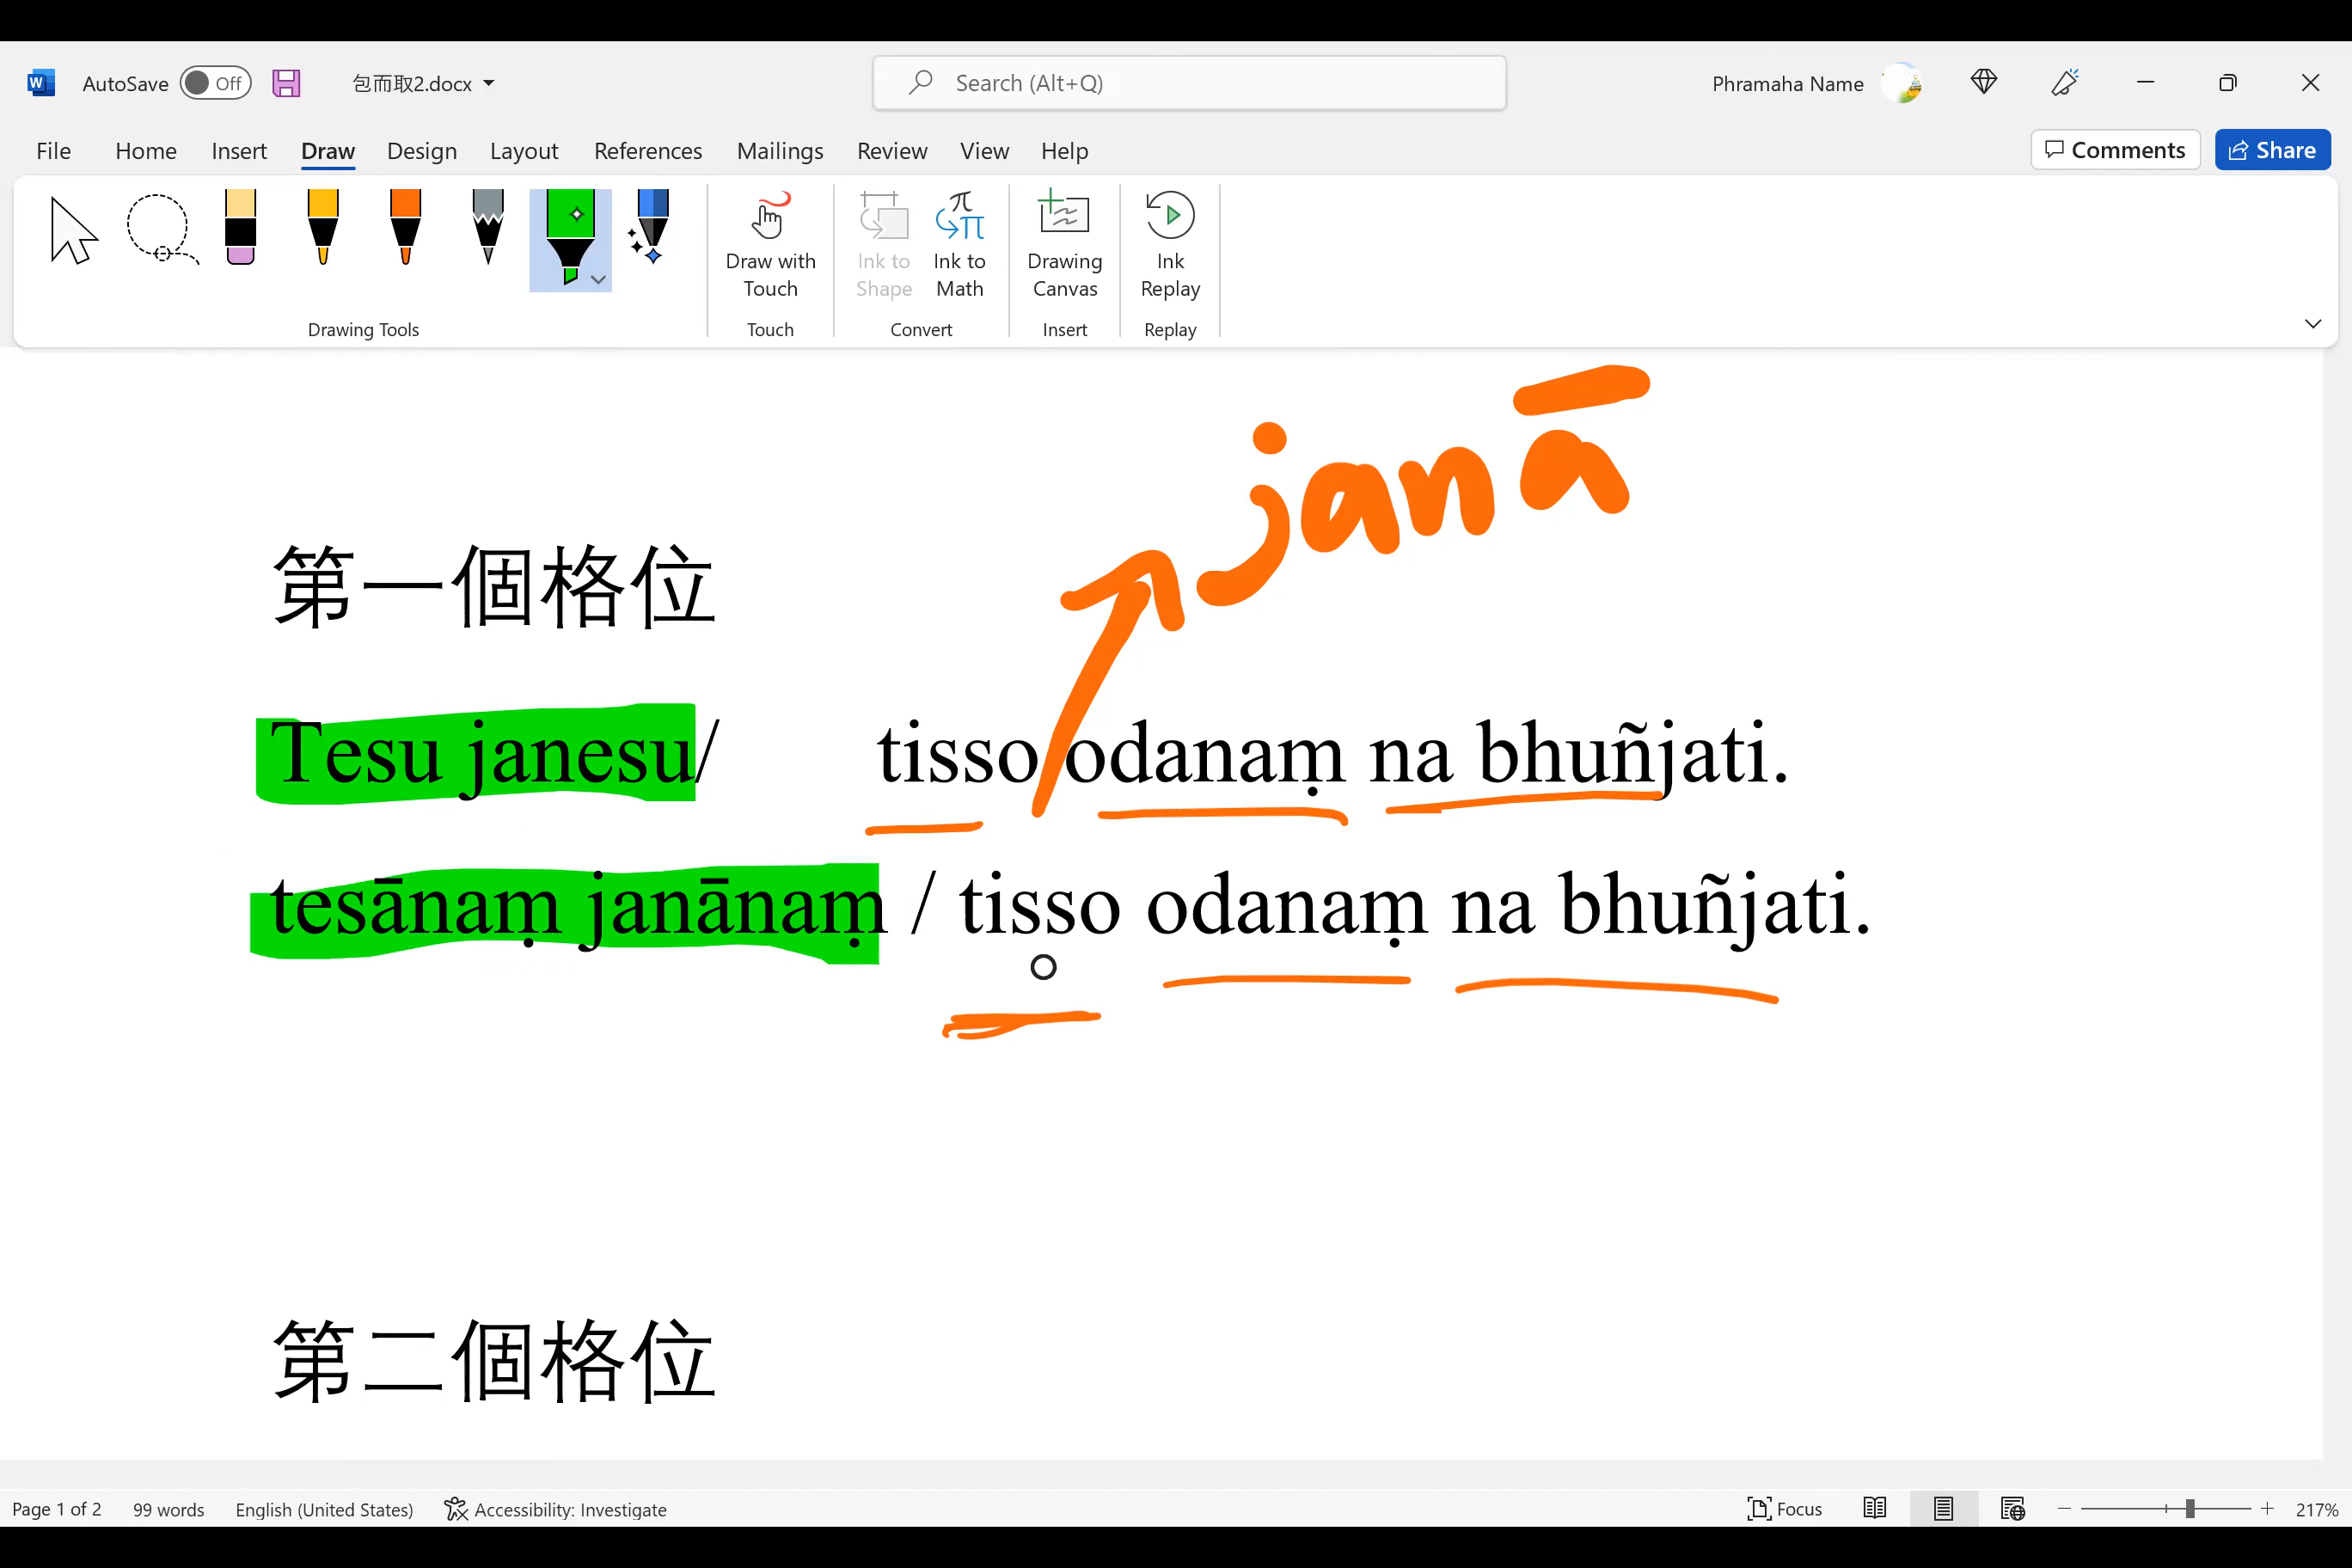 AutoSave Off 包而取2.docx Search (Alt+Q) Phramaha Name
File Home Insert Draw Design Layout References Mailings Review View Help Comments Share
Draw with Touch Ink to Shape Ink to Math Drawing Canvas Ink Replay
Drawing Tools Touch Convert Insert Replay
janā
第一個格位
Tesu janesu/ tisso odanaṃ na bhuñjati.
tesānaṃ janānaṃ / tisso odanaṃ na bhuñjati.
第二個格位
Page 1 of 2 99 words English (United States) Accessibility: Investigate Focus 217%